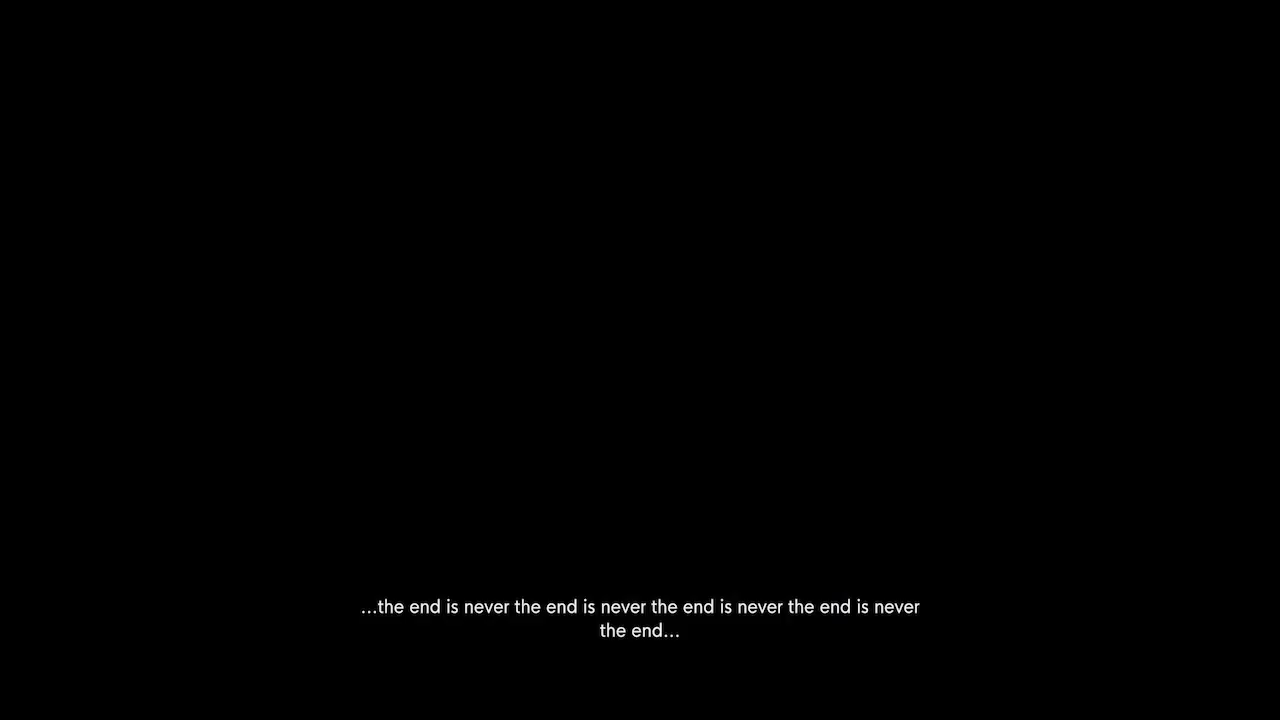 ...the end is never the end is never the end is never the end is never
the end...